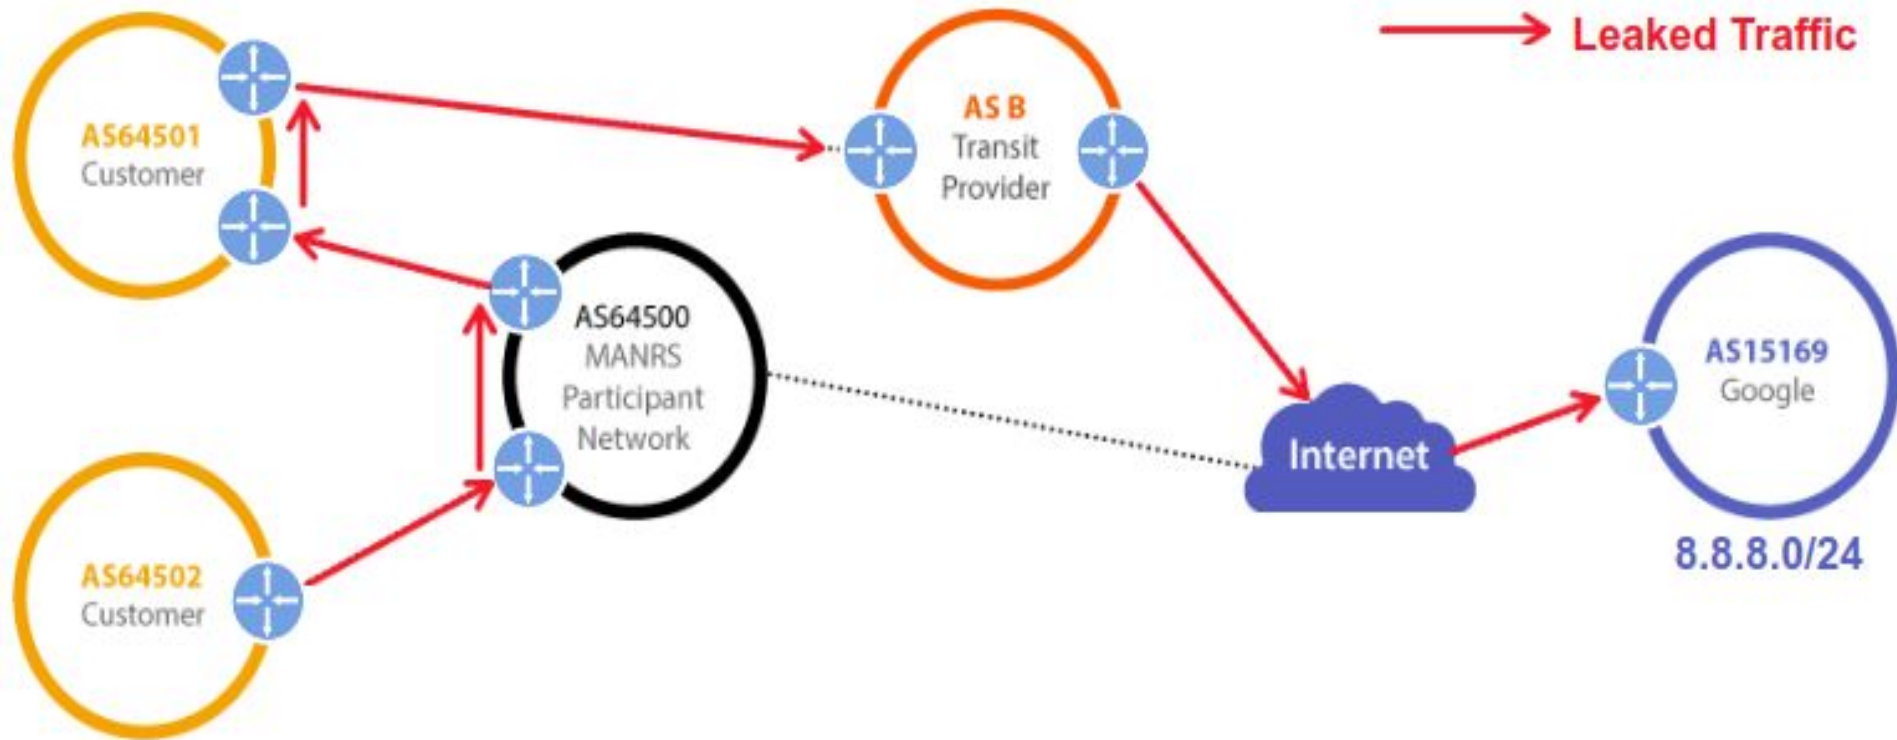 Leaked Traffic
AS64501
Customer
AS B
Transit
Provider
AS64500
MANRS
Participant
Network
AS15169
Google
Internet
8.8.8.0/24
AS64502
Customer